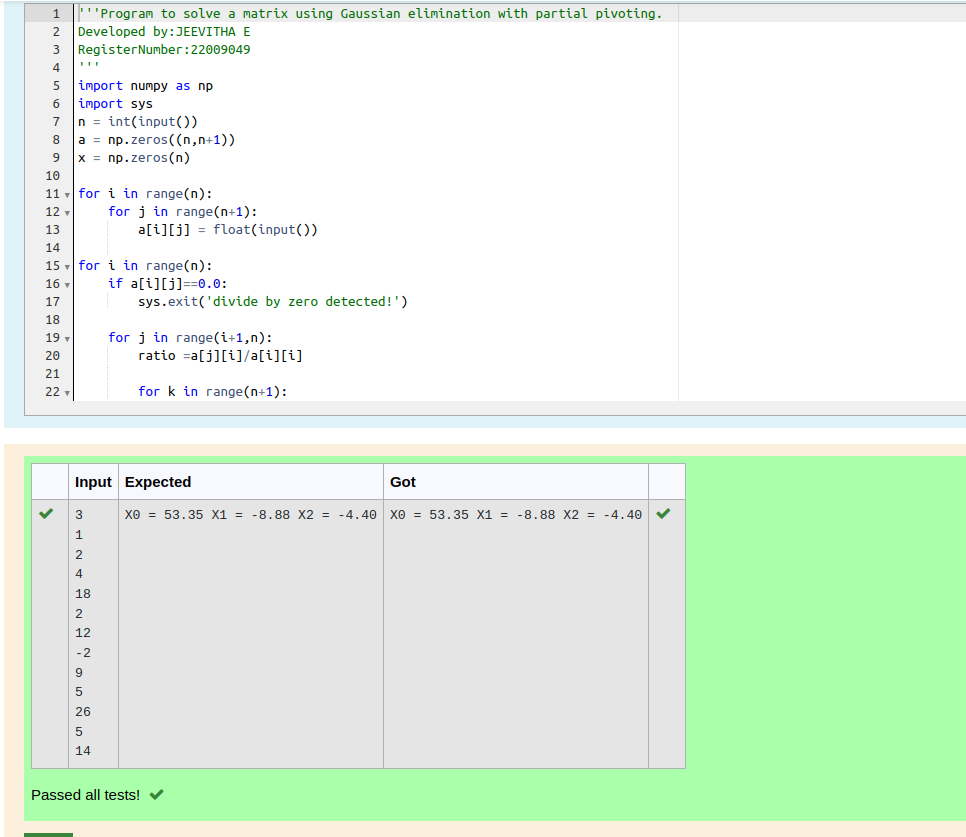 1 '''Program to solve a matrix using Gaussian elimination with partial pivoting.
2 Developed by:JEEVITHA E
3 RegisterNumber:22009049
4 '''
5 import numpy as np
6 import sys
7 n = int(input())
8 a = np.zeros((n,n+1))
9 x = np.zeros(n)
10
11 for i in range(n):
12     for j in range(n+1):
13         a[i][j] = float(input())
14
15 for i in range(n):
16     if a[i][j]==0.0:
17         sys.exit('divide by zero detected!')
18
19     for j in range(i+1,n):
20         ratio =a[j][i]/a[i][i]
21
22         for k in range(n+1):
Input Expected Got
3 X0 = 53.35 X1 = -8.88 X2 = -4.40 X0 = 53.35 X1 = -8.88 X2 = -4.40
1
2
4
18
2
12
-2
9
5
26
5
14
Passed all tests!